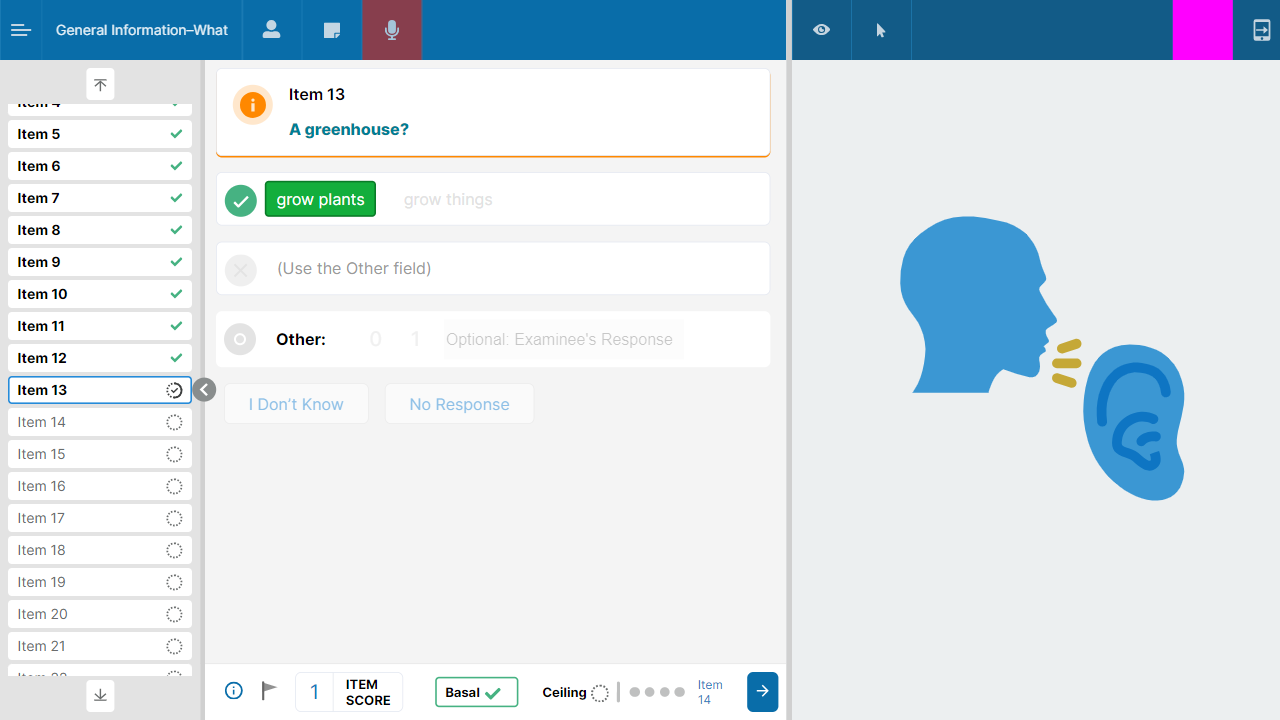 General Information–What
Item 4
Item 5
Item 6
Item 7
Item 8
Item 9
Item 10
Item 11
Item 12
Item 13
Item 14
Item 15
Item 16
Item 17
Item 18
Item 19
Item 20
Item 21
Item 13
A greenhouse?
grow plants grow things
(Use the Other field)
Other: 0 1 Optional: Examinee's Response
I Don't Know No Response
1 ITEM SCORE
Basal
Ceiling
Item 14